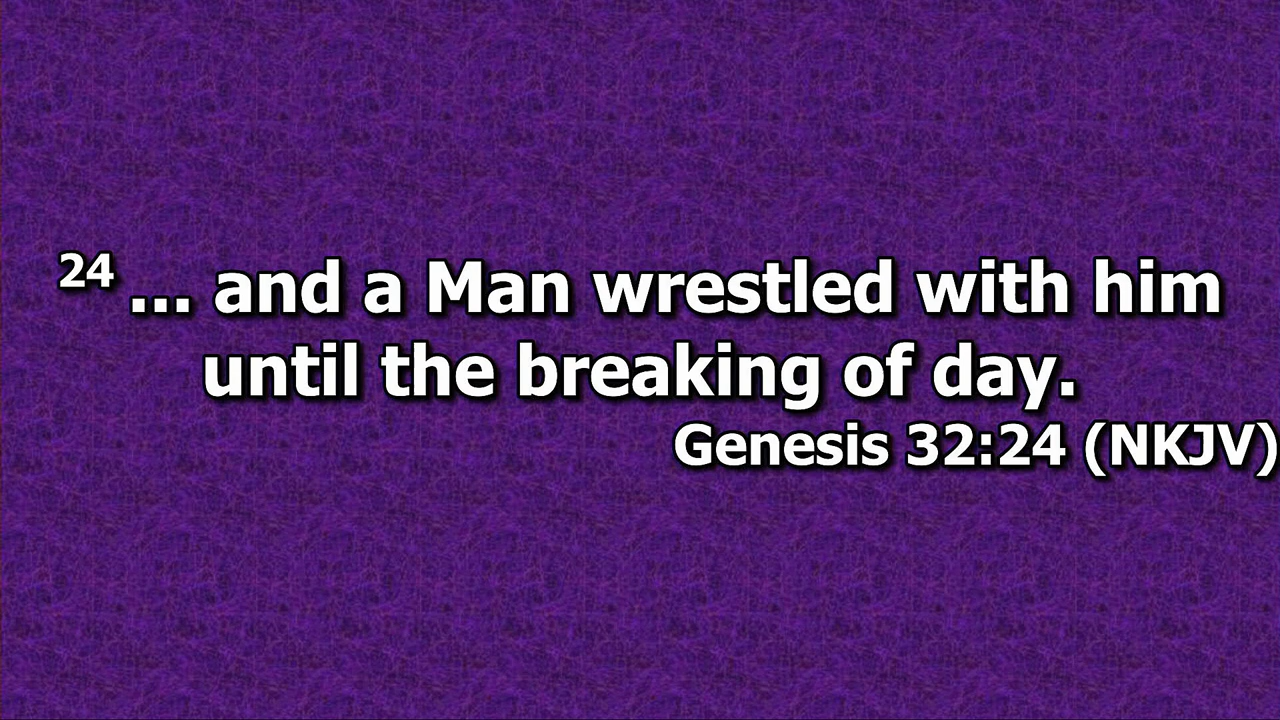 24 ... and a Man wrestled with him
until the breaking of day.
Genesis 32:24 (NKJV)